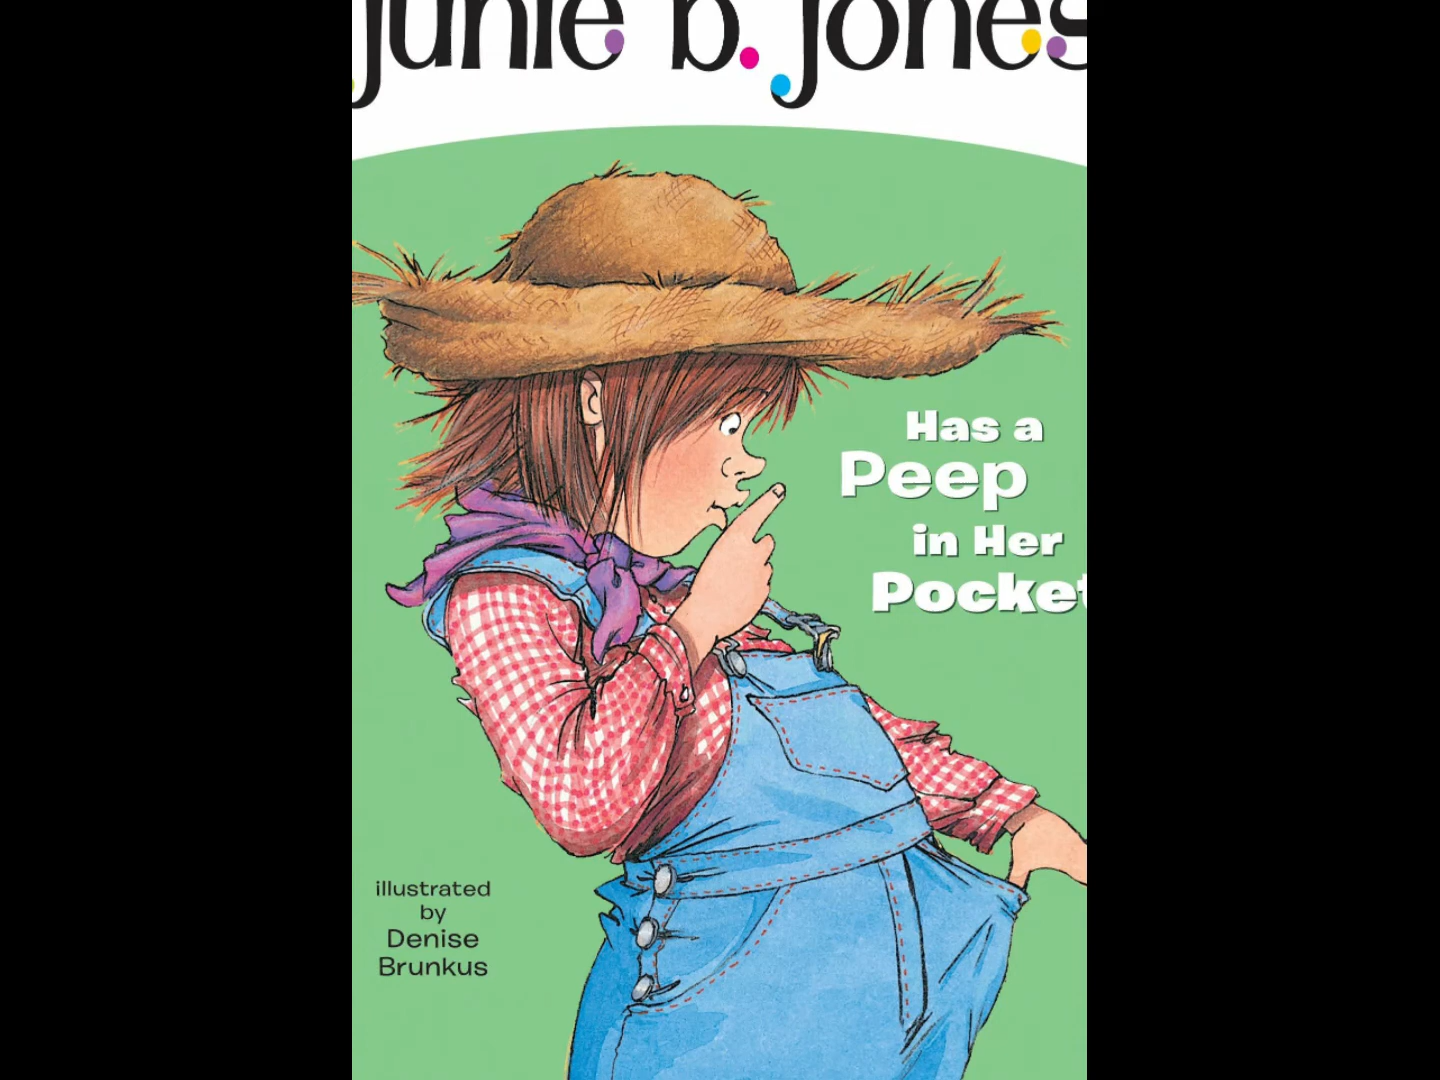 junie b. jones
Has a
Peep
in Her
Pocket
illustrated
by
Denise
Brunkus